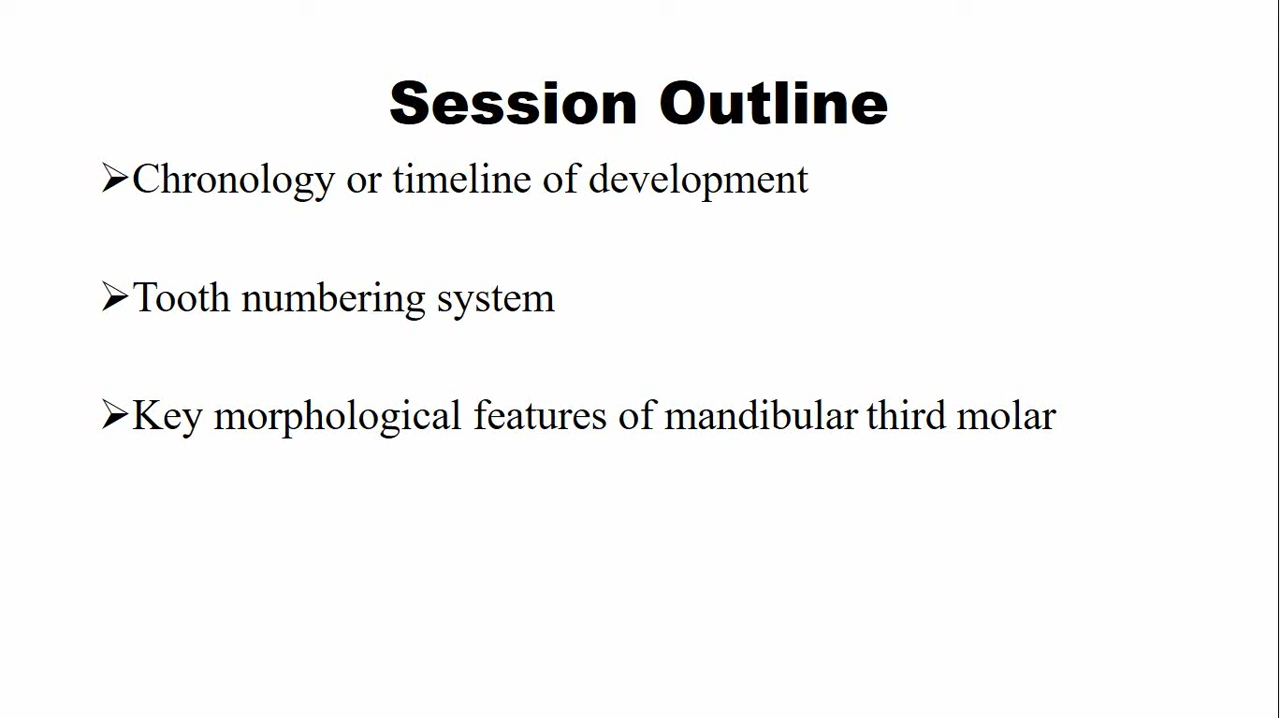 Session Outline
➢Chronology or timeline of development
➢Tooth numbering system
➢Key morphological features of mandibular third molar